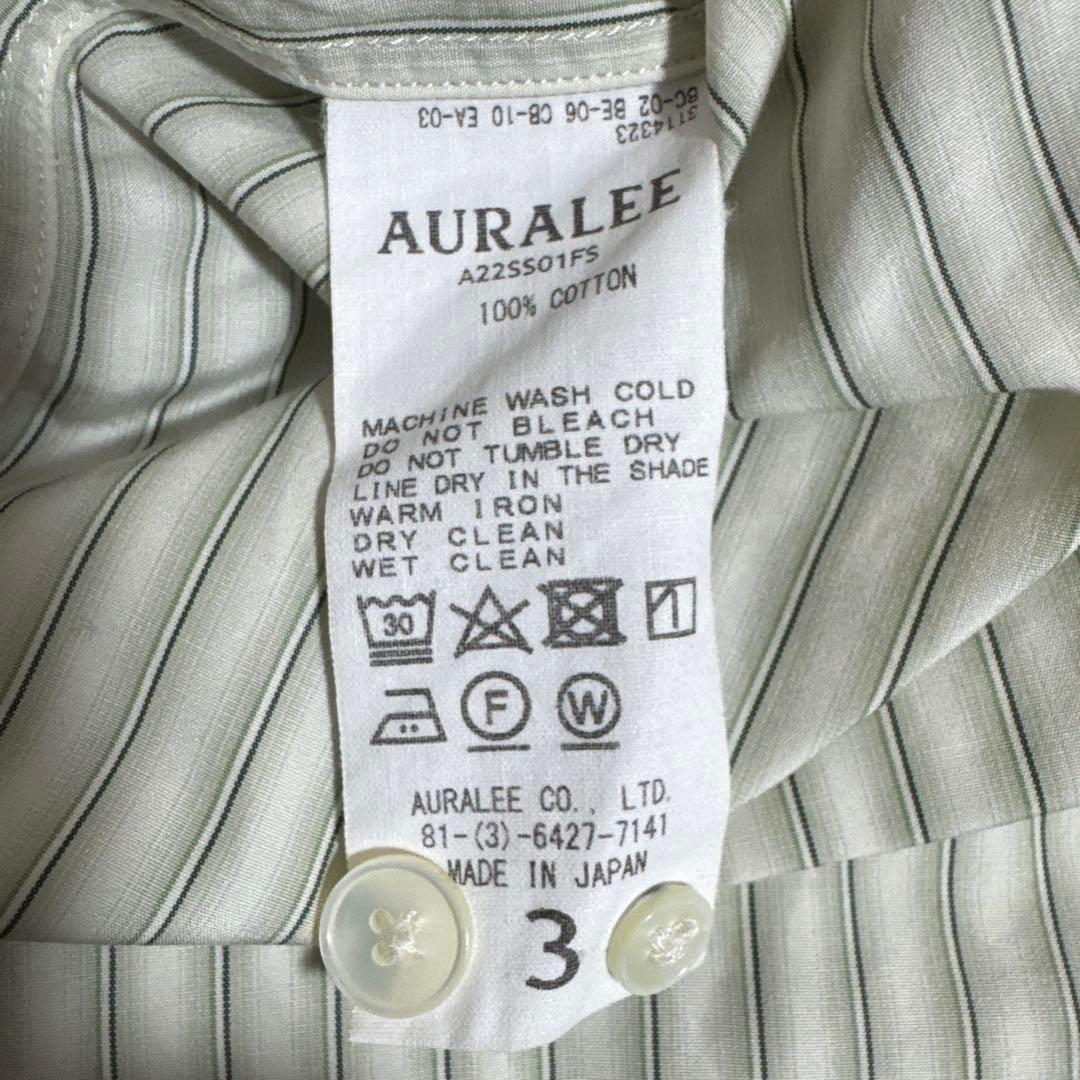 3114323
BC-02 BE-06 CB-10 EA-03
AURALEE
A22SS01FS
100% COTTON
MACHINE WASH COLD
DO NOT BLEACH
DO NOT TUMBLE DRY
LINE DRY IN THE SHADE
WARM IRON
DRY CLEAN
WET CLEAN
30
F W
AURALEE CO., LTD.
81-(3)-6427-7141
MADE IN JAPAN
3